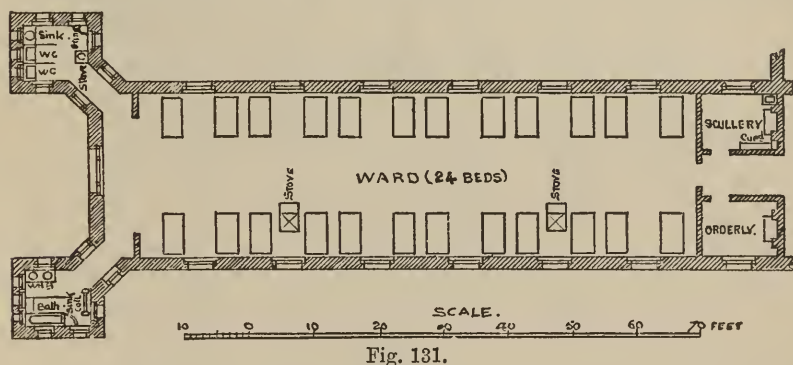 Sink.
WC
WC
Stove
SCULLERY
Cupd
WARD (24 BEDS)
STOVE
STOVE
ORDERLY.
Bath.
Sink
Coil
SCALE.
10 0 10 20 30 40 50 60 70 FEET
Fig. 131.